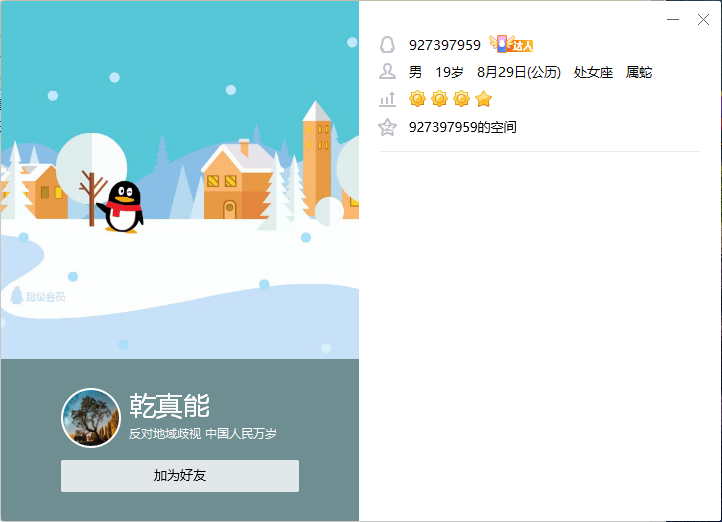 927397959 达人
男 19岁 8月29日(公历) 处女座 属蛇
927397959的空间
超级会员
乾真能
反对地域歧视 中国人民万岁
加为好友